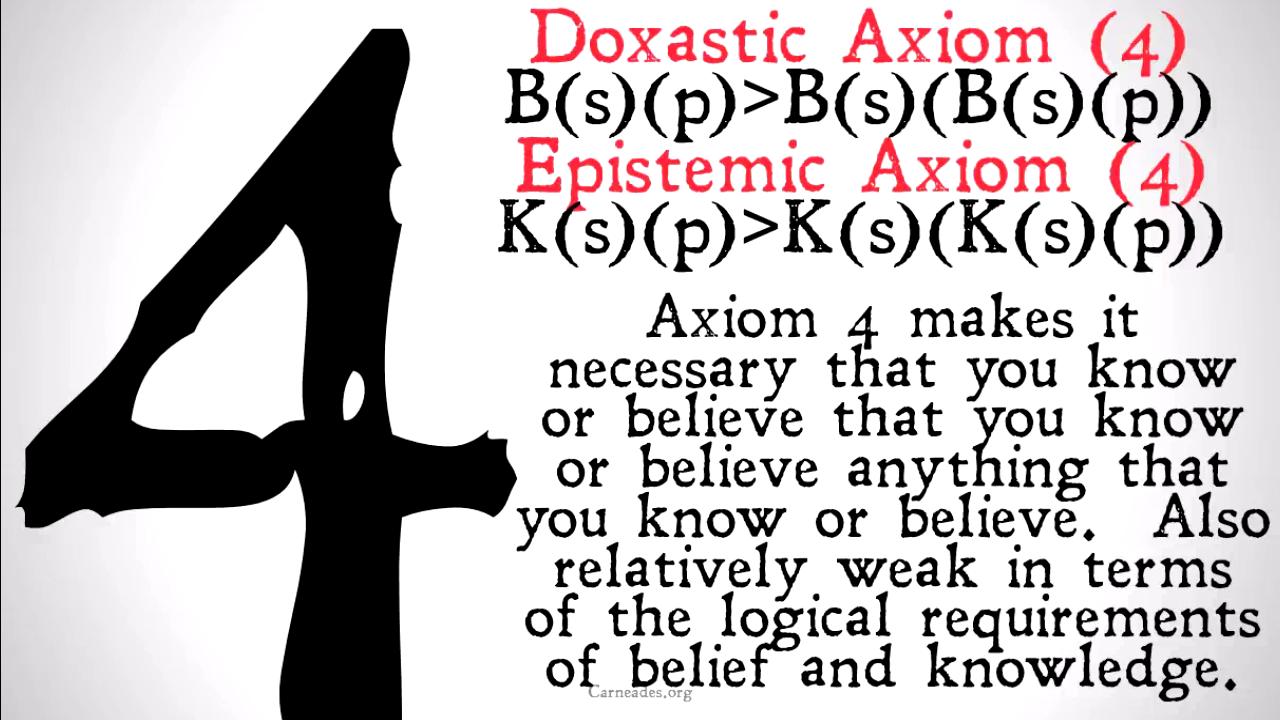 4
Doxastic Axiom (4)
B(s)(p)>B(s)(B(s)(p))
Epistemic Axiom (4)
K(s)(p)>K(s)(K(s)(p))
Axiom 4 makes it
necessary that you know
or believe that you know
or believe anything that
you know or believe. Also
relatively weak in terms
of the logical requirements
of belief and knowledge.
Carneades.org